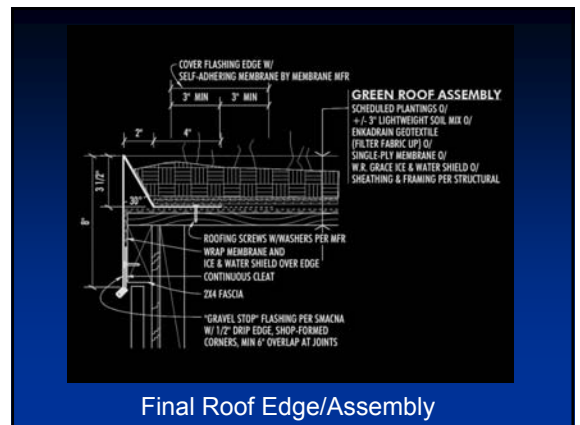 COVER FLASHING EDGE W/
SELF-ADHERING MEMBRANE BY MEMBRANE MFR
3" MIN
3" MIN
GREEN ROOF ASSEMBLY
SCHEDULED PLANTINGS O/
+/- 3" LIGHTWEIGHT SOIL MIX O/
ENKADRAIN GEOTEXTILE
(FILTER FABRIC UP) O/
SINGLE-PLY MEMBRANE O/
W.R. GRACE ICE & WATER SHIELD O/
SHEATHING & FRAMING PER STRUCTURAL
2"
4"
3 1/2"
30°
8"
ROOFING SCREWS W/WASHERS PER MFR
WRAP MEMBRANE AND
ICE & WATER SHIELD OVER EDGE
CONTINUOUS CLEAT
2X4 FASCIA
"GRAVEL STOP" FLASHING PER SMACNA
W/ 1/2" DRIP EDGE, SHOP-FORMED
CORNERS, MIN 6" OVERLAP AT JOINTS
Final Roof Edge/Assembly